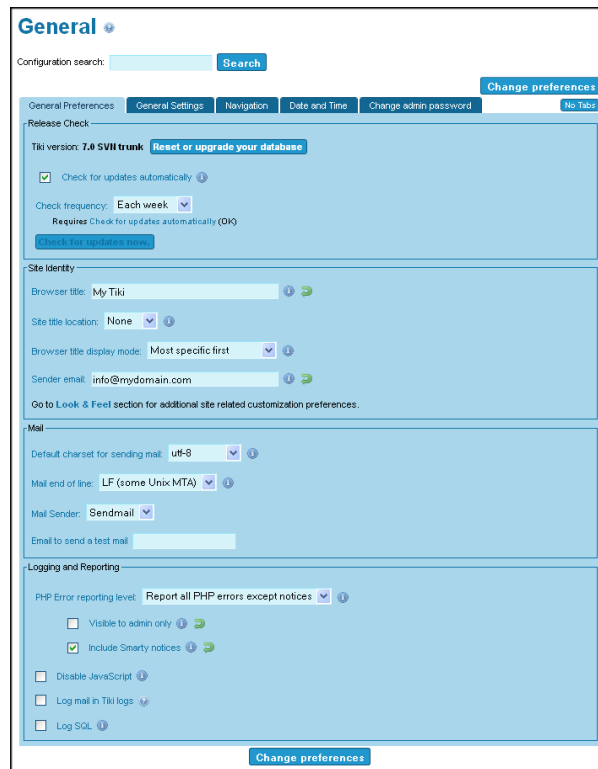 General
Configuration search: Search
Change preferences
General Preferences General Settings Navigation Date and Time Change admin password No Tabs
Release Check
Tiki version: 7.0 SVN trunk Reset or upgrade your database
Check for updates automatically
Check frequency: Each week
Requires Check for updates automatically (OK)
Check for updates now.
Site Identity
Browser title: My Tiki
Site title location: None
Browser title display mode: Most specific first
Sender email: info@mydomain.com
Go to Look & Feel section for additional site related customization preferences.
Mail
Default charset for sending mail: utf-8
Mail end of line: LF (some Unix MTA)
Mail Sender: Sendmail
Email to send a test mail
Logging and Reporting
PHP Error reporting level: Report all PHP errors except notices
Visible to admin only
Include Smarty notices
Disable JavaScript
Log mail in Tiki logs
Log SQL
Change preferences